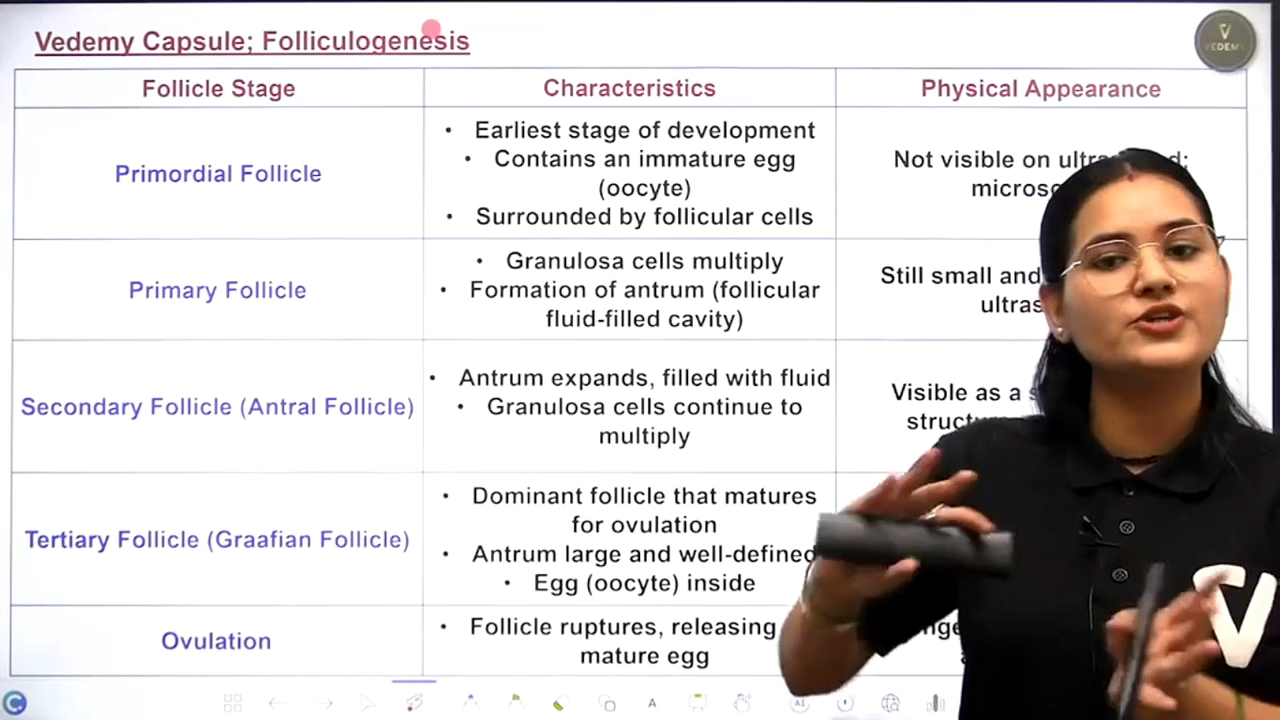 Vedemy Capsule; Folliculogenesis
VEDEMY
Follicle Stage
Characteristics
Physical Appearance
Primordial Follicle
• Earliest stage of development
• Contains an immature egg
(oocyte)
• Surrounded by follicular cells
Not visible on
Primary Follicle
• Granulosa cells multiply
• Formation of antrum (follicular
fluid-filled cavity)
Still small and
Secondary Follicle (Antral Follicle)
• Antrum expands, filled with fluid
• Granulosa cells continue to
multiply
Visible as a
Tertiary Follicle (Graafian Follicle)
• Dominant follicle that matures
for ovulation
• Antrum large and well-defined
• Egg (oocyte) inside
Ovulation
• Follicle ruptures, releasing
mature egg